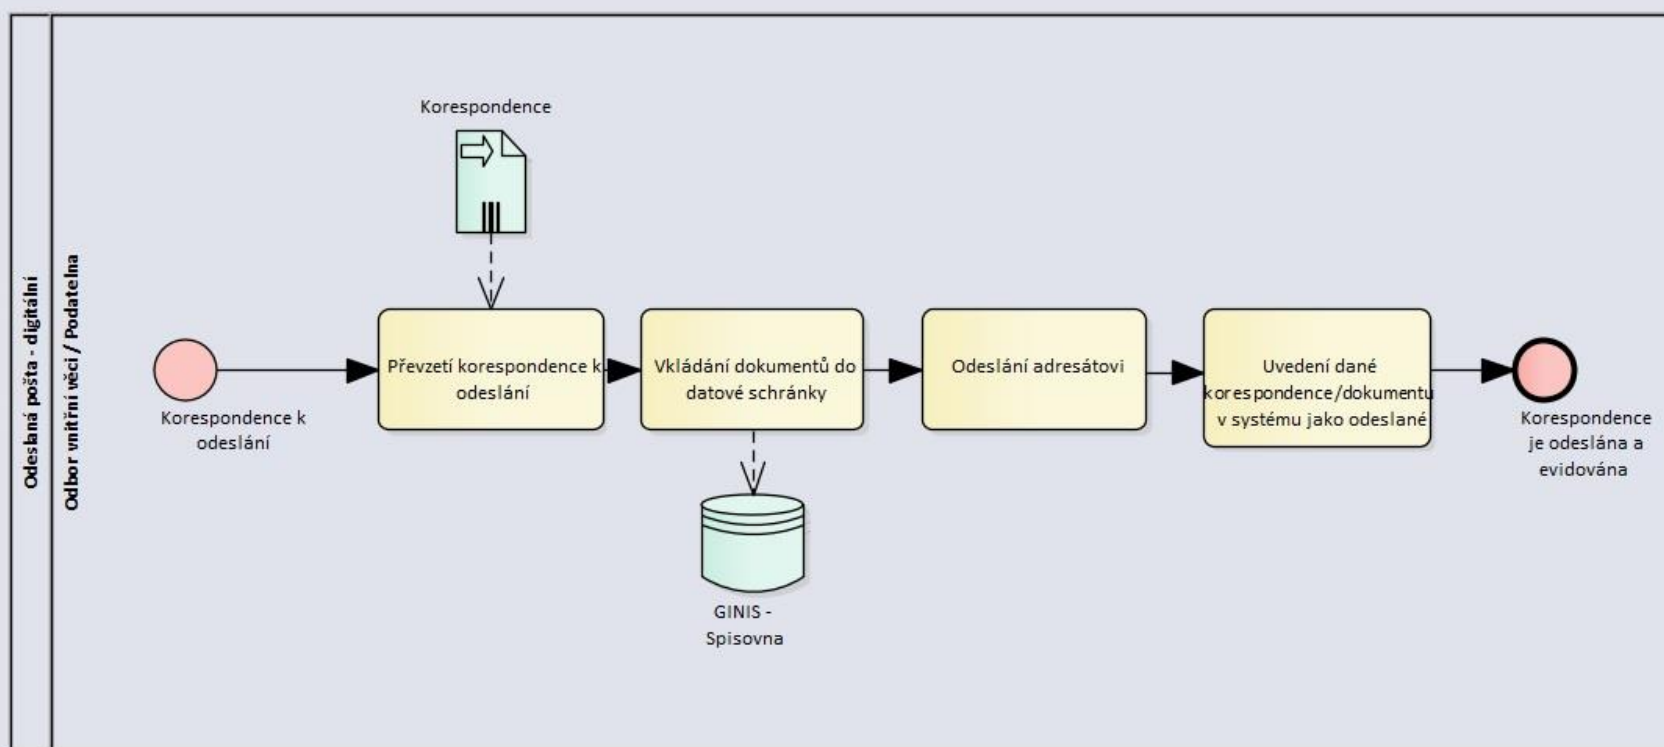 Odeslaná pošta - digitální
Odbor vnitřní věci / Podatelna
Korespondence
Korespondence k
odeslání
Převzetí korespondence k
odeslání
Vkládání dokumentů do
datové schránky
GINIS -
Spisovna
Odeslání adresátovi
Uvedení dané
korespondence/dokumentu
v systému jako odeslané
Korespondence
je odeslána a
evidována